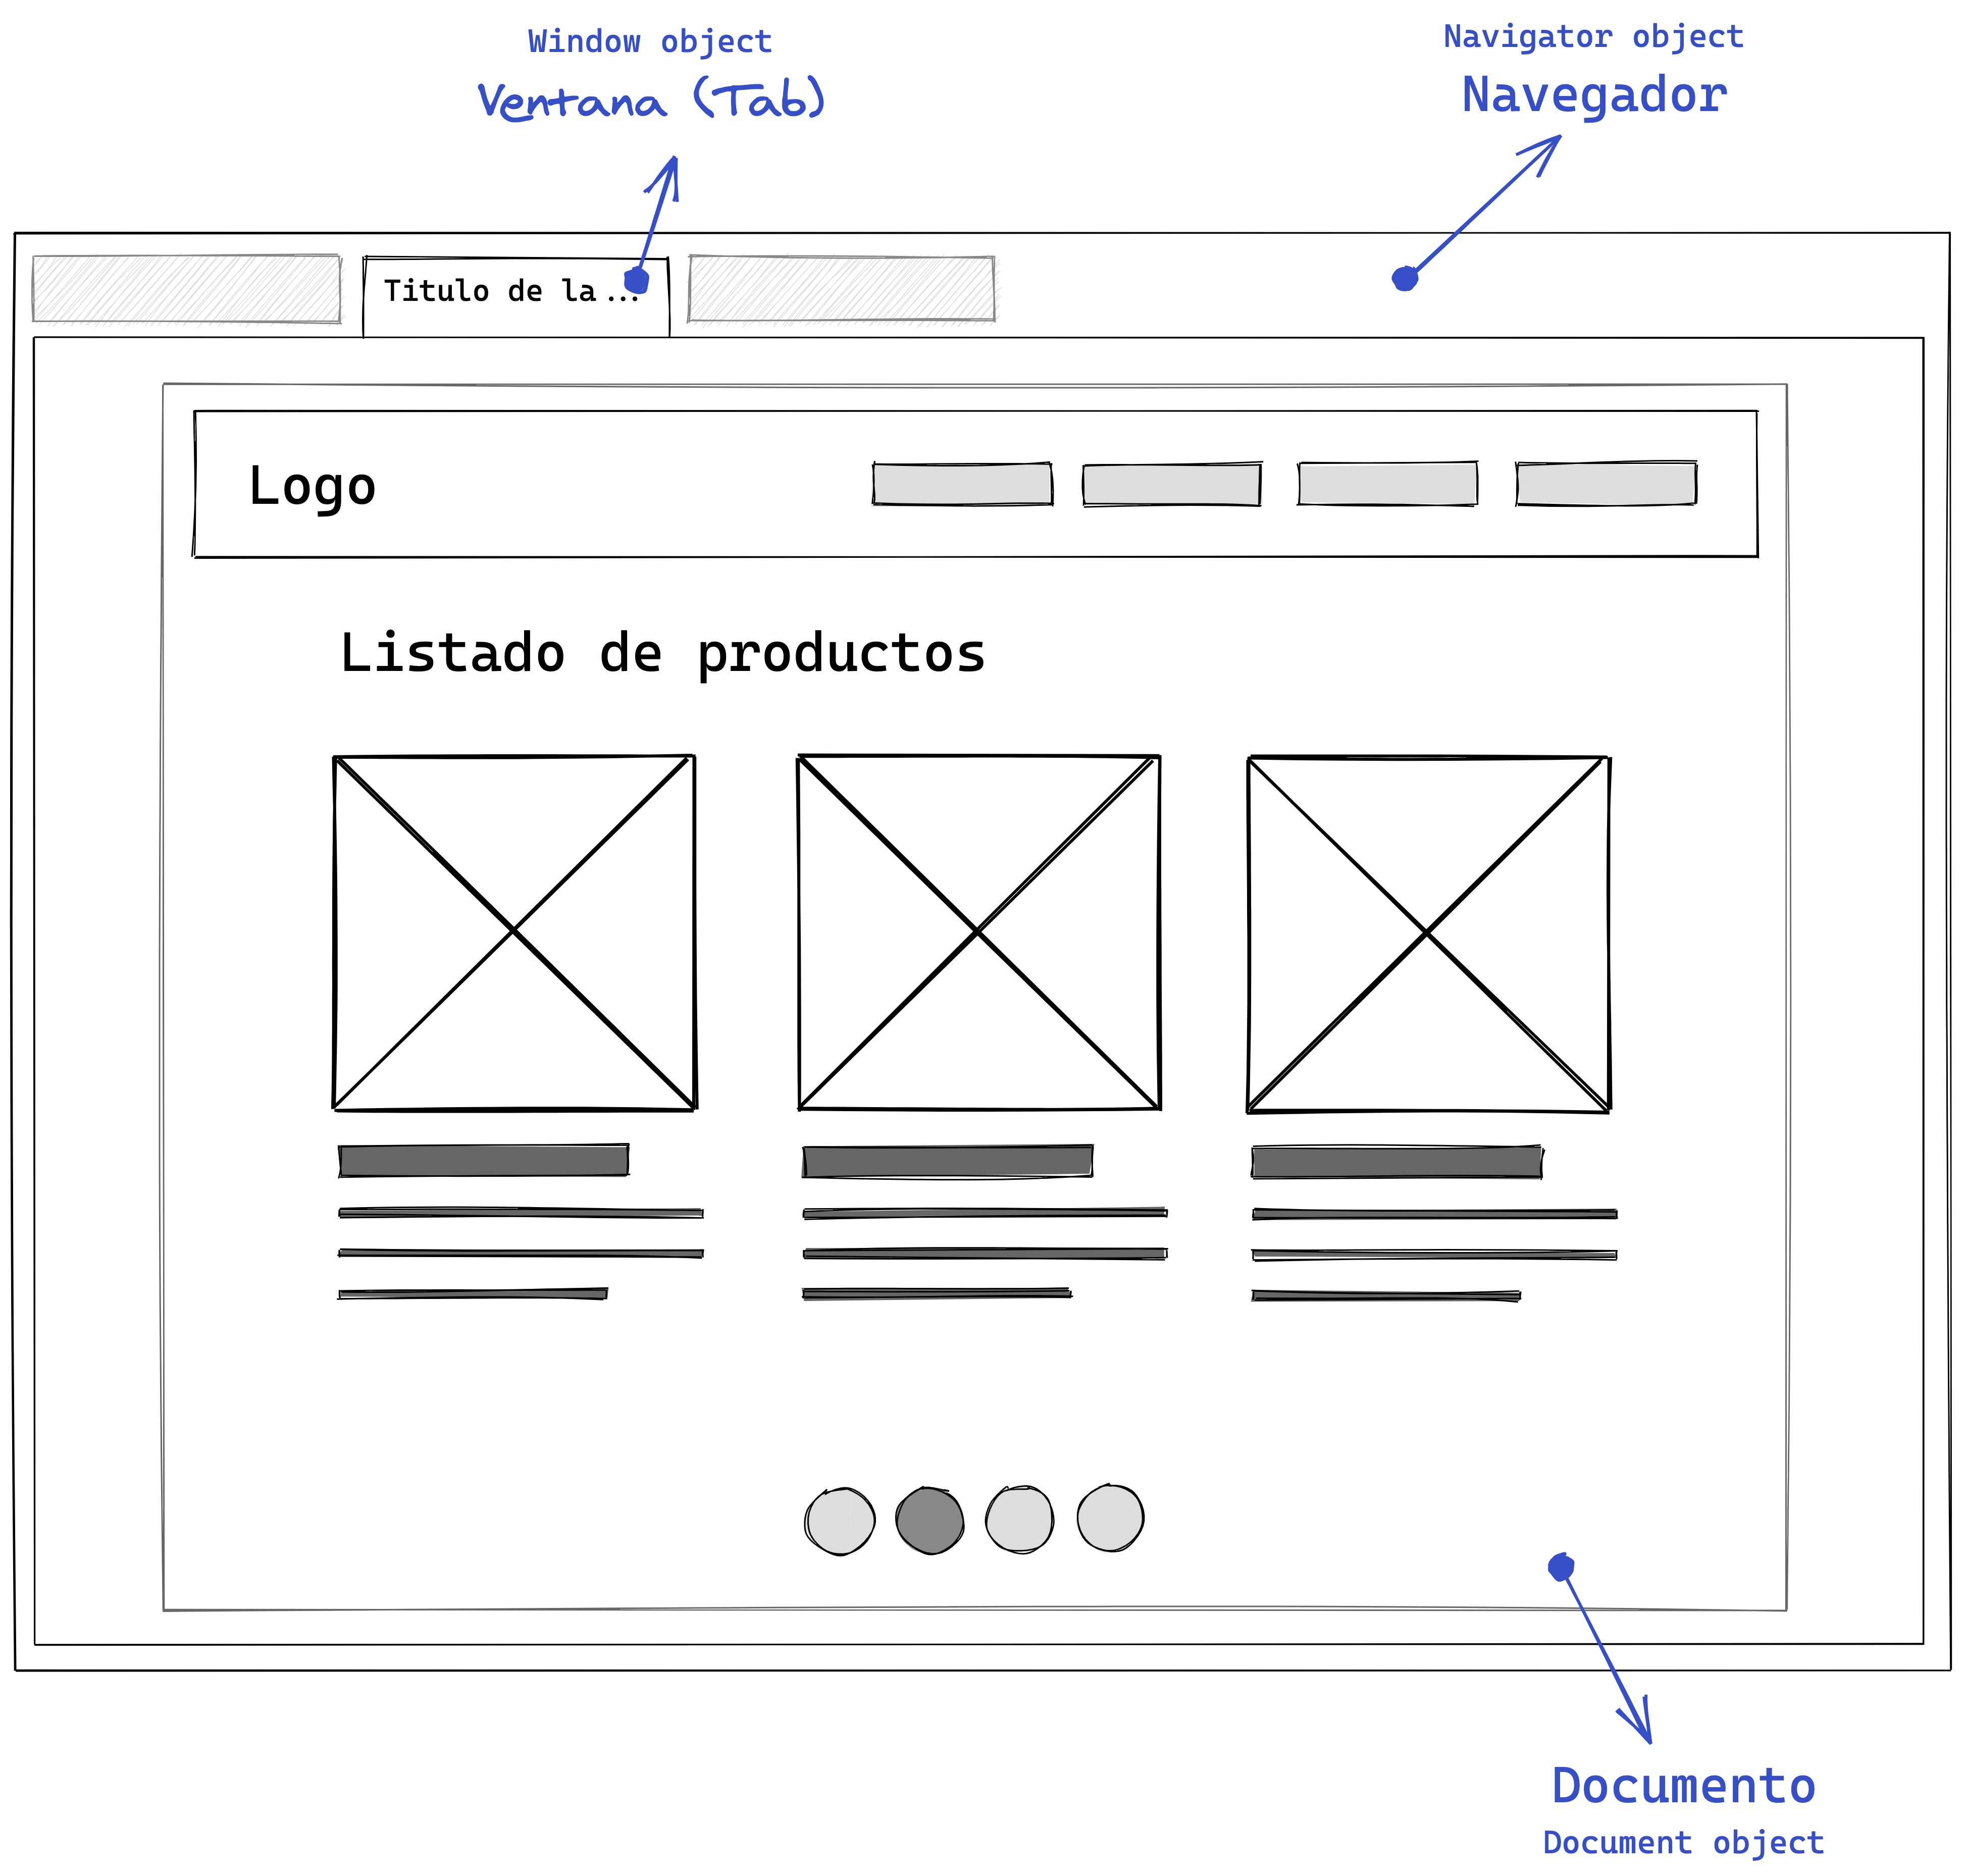 Window object
Ventana (Tab)
Navigator object
Navegador
Titulo de la ...
Logo
Listado de productos
Documento
Document object